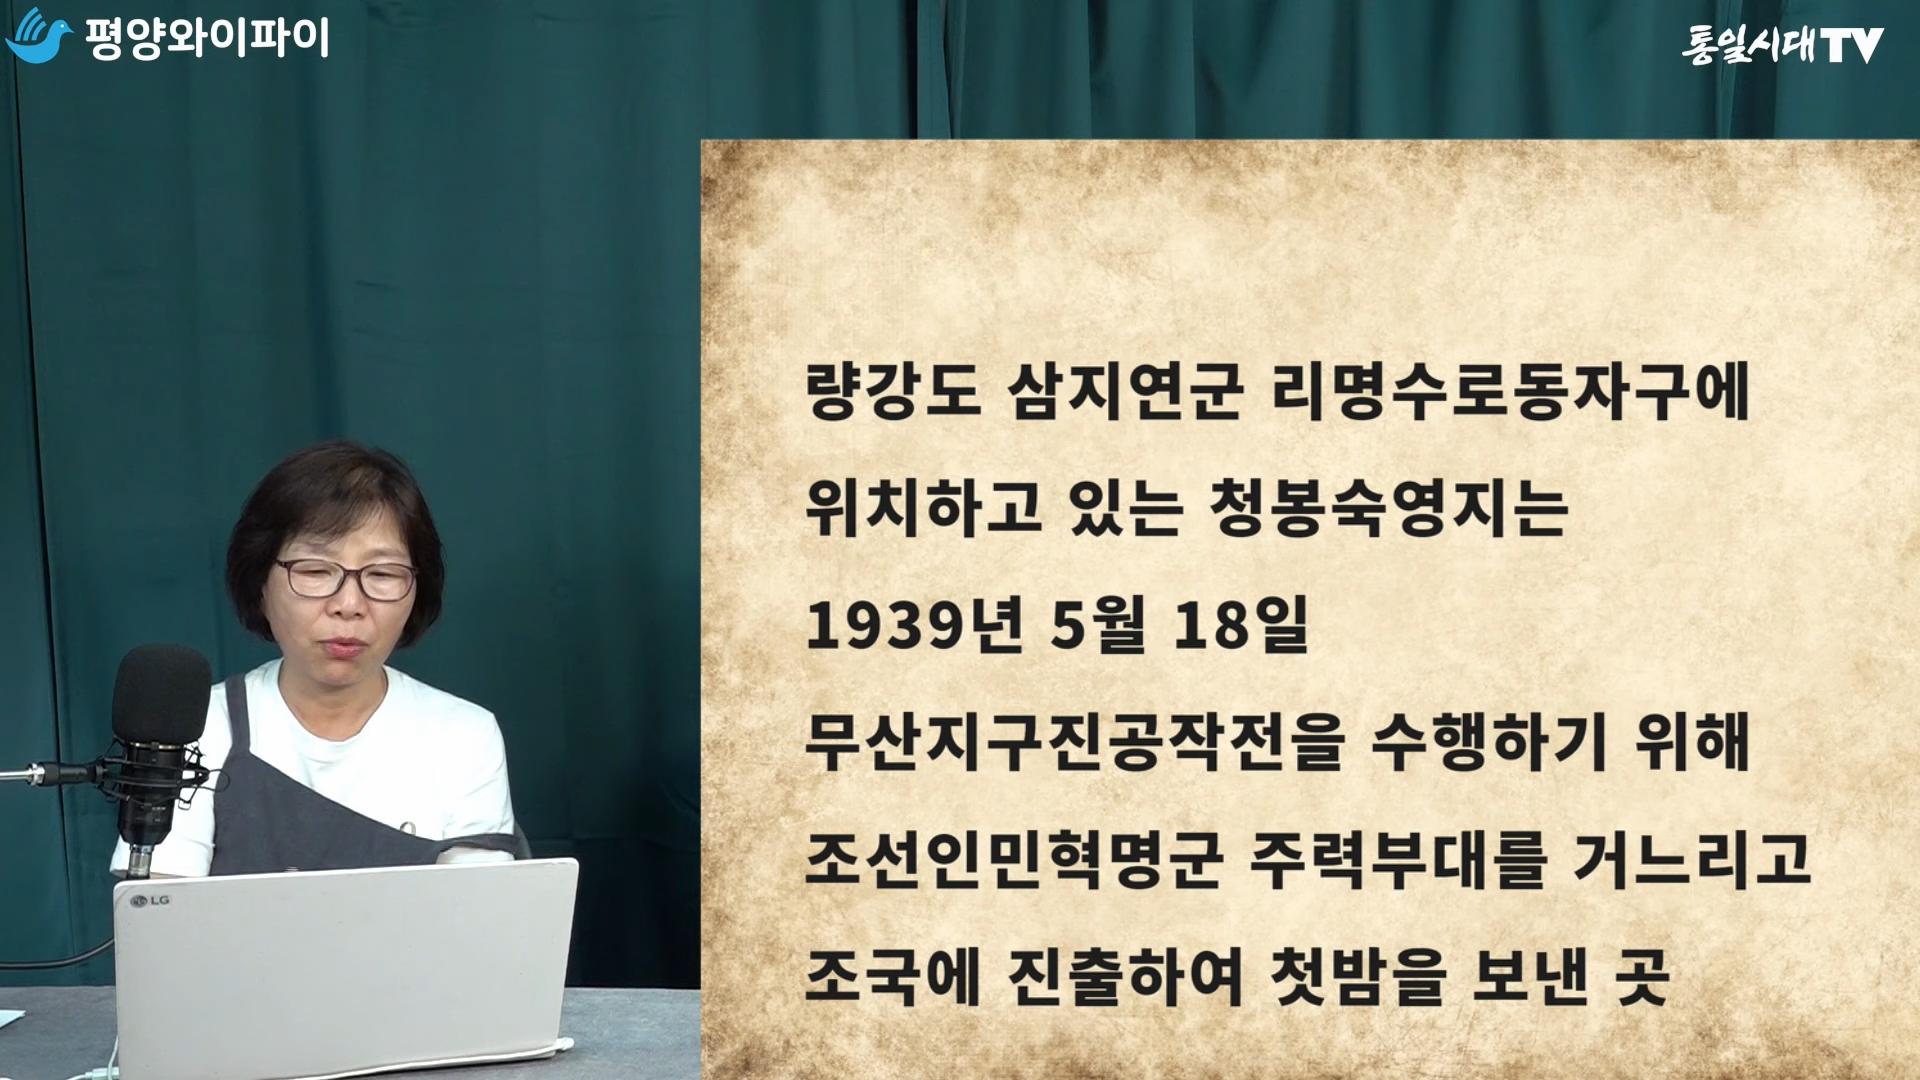 평양와이파이
통일시대TV
량강도 삼지연군 리명수로동자구에
위치하고 있는 청봉숙영지는
1939년 5월 18일
무산지구진공작전을 수행하기 위해
조선인민혁명군 주력부대를 거느리고
조국에 진출하여 첫밤을 보낸 곳
LG